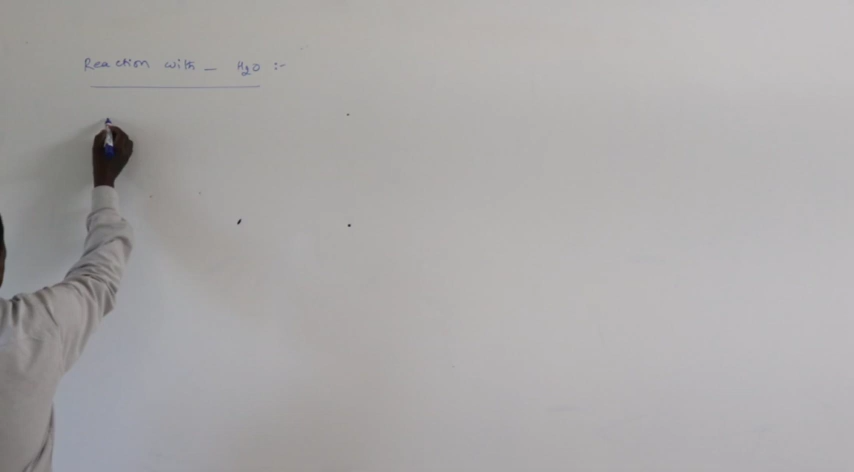 Reaction with – H₂O :-